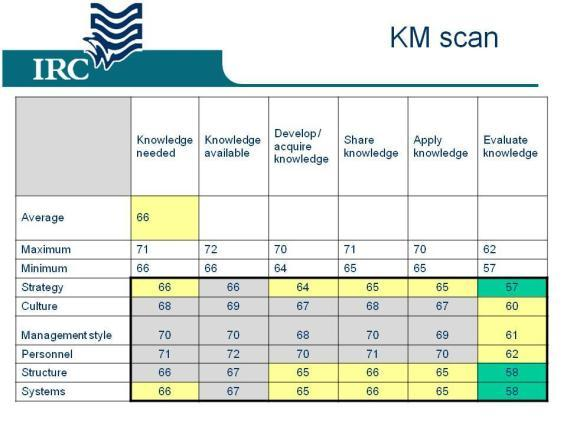 KM scan
IRC
Knowledge needed Knowledge available Develop/ acquire knowledge Share knowledge Apply knowledge Evaluate knowledge
Average 66
Maximum 71 72 70 71 70 62
Minimum 66 66 64 65 65 57
Strategy 66 66 64 65 65 57
Culture 68 69 67 68 67 60
Management style 70 70 68 70 69 61
Personnel 71 72 70 71 70 62
Structure 66 67 65 66 65 58
Systems 66 67 65 66 65 58